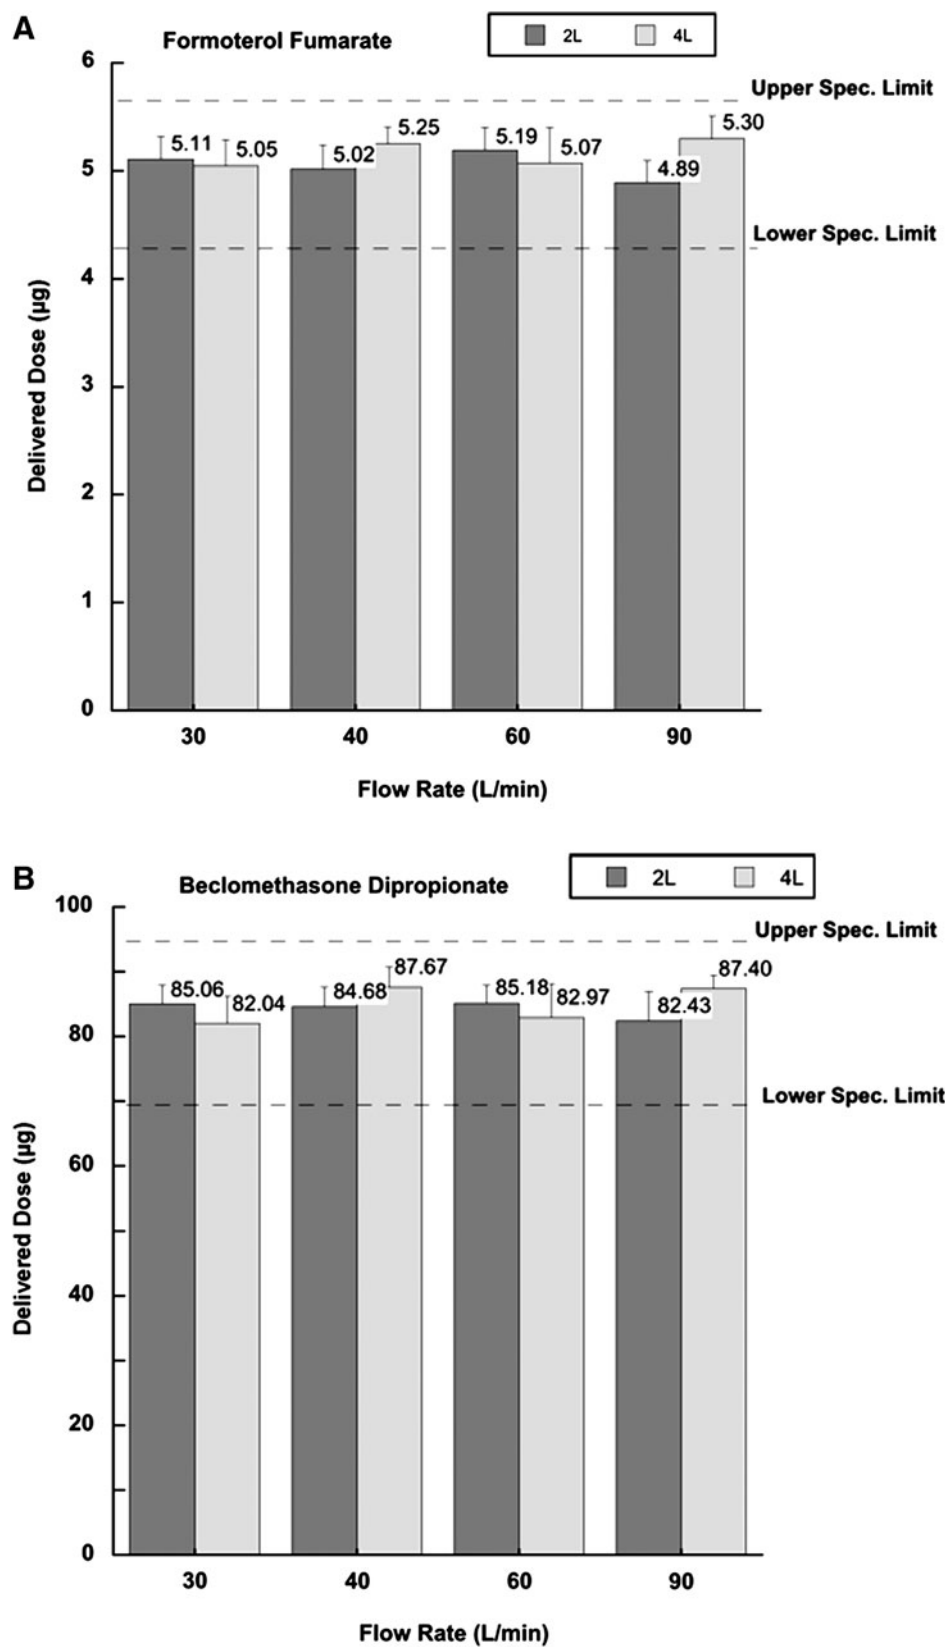 A
Formoterol Fumarate
2L 4L
6
Upper Spec. Limit
5.11 5.05 5.02 5.25 5.19 5.07 4.89 5.30
5
Lower Spec. Limit
4
3
2
1
0
Delivered Dose (µg)
30 40 60 90
Flow Rate (L/min)
B
Beclomethasone Dipropionate
2L 4L
100
Upper Spec. Limit
85.06 82.04 84.68 87.67 85.18 82.97 82.43 87.40
80
Lower Spec. Limit
60
40
20
0
Delivered Dose (µg)
30 40 60 90
Flow Rate (L/min)